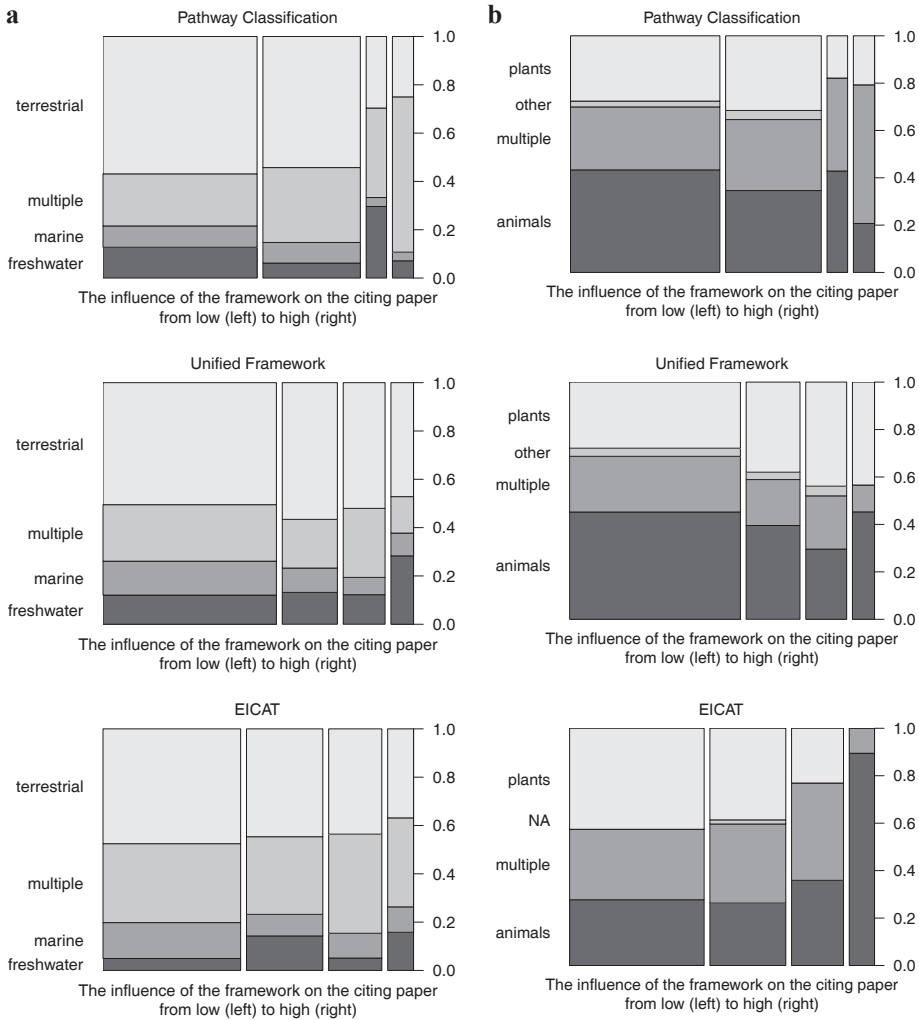 a
Pathway Classification
terrestrial
multiple
marine
freshwater
1.0
0.8
0.6
0.4
0.2
0.0
The influence of the framework on the citing paper
from low (left) to high (right)
Unified Framework
terrestrial
multiple
marine
freshwater
1.0
0.8
0.6
0.4
0.2
0.0
The influence of the framework on the citing paper
from low (left) to high (right)
EICAT
terrestrial
multiple
marine
freshwater
1.0
0.8
0.6
0.4
0.2
0.0
The influence of the framework on the citing paper
from low (left) to high (right)
b
Pathway Classification
plants
other
multiple
animals
1.0
0.8
0.6
0.4
0.2
0.0
The influence of the framework on the citing paper
from low (left) to high (right)
Unified Framework
plants
other
multiple
animals
1.0
0.8
0.6
0.4
0.2
0.0
The influence of the framework on the citing paper
from low (left) to high (right)
EICAT
plants
NA
multiple
animals
1.0
0.8
0.6
0.4
0.2
0.0
The influence of the framework on the citing paper
from low (left) to high (right)